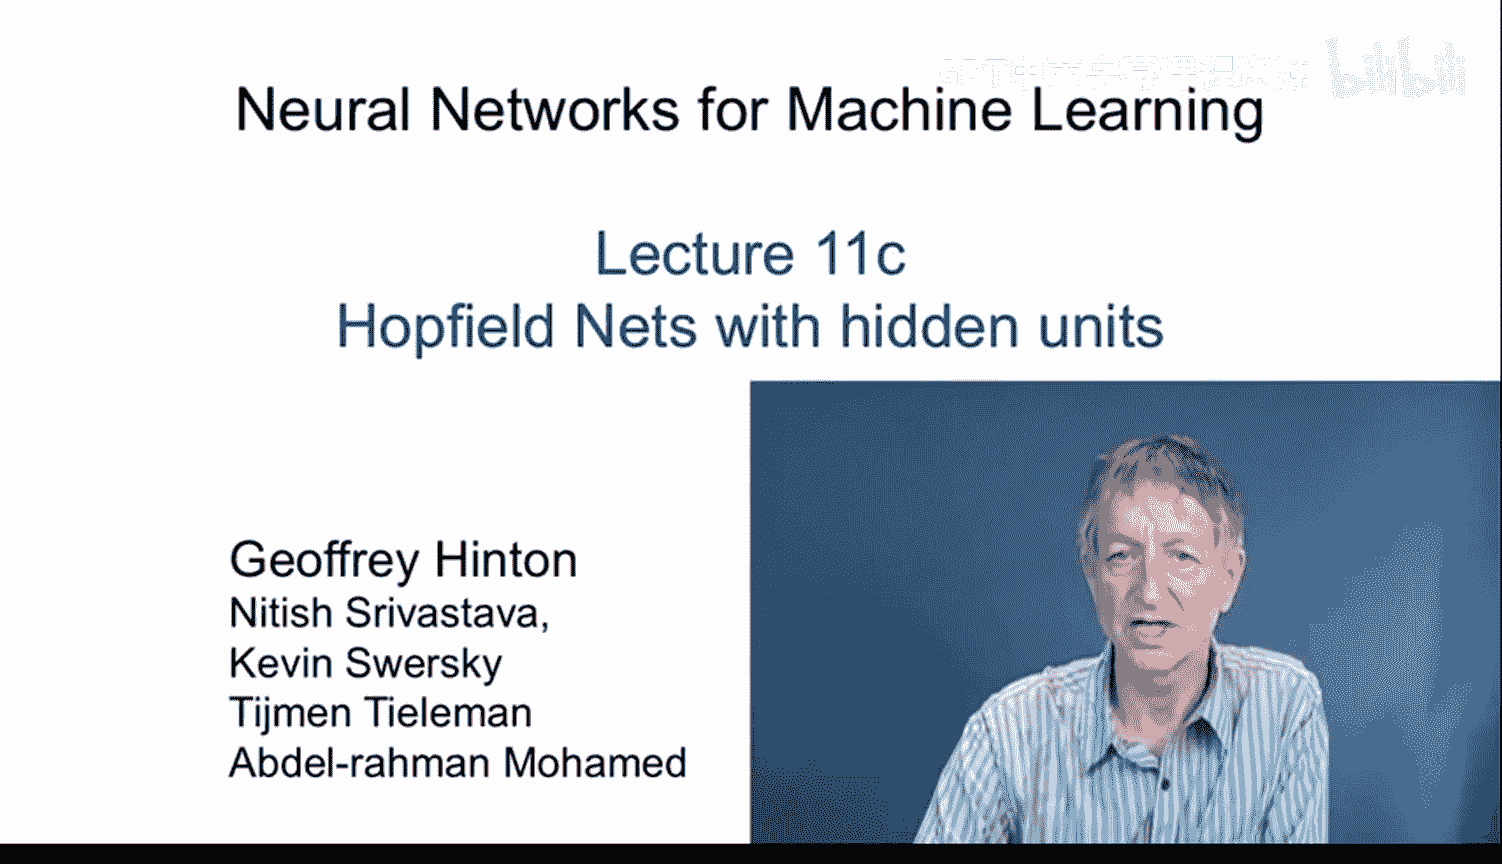 bilibili
Neural Networks for Machine Learning
Lecture 11c
Hopfield Nets with hidden units
Geoffrey Hinton
Nitish Srivastava,
Kevin Swersky
Tijmen Tieleman
Abdel-rahman Mohamed